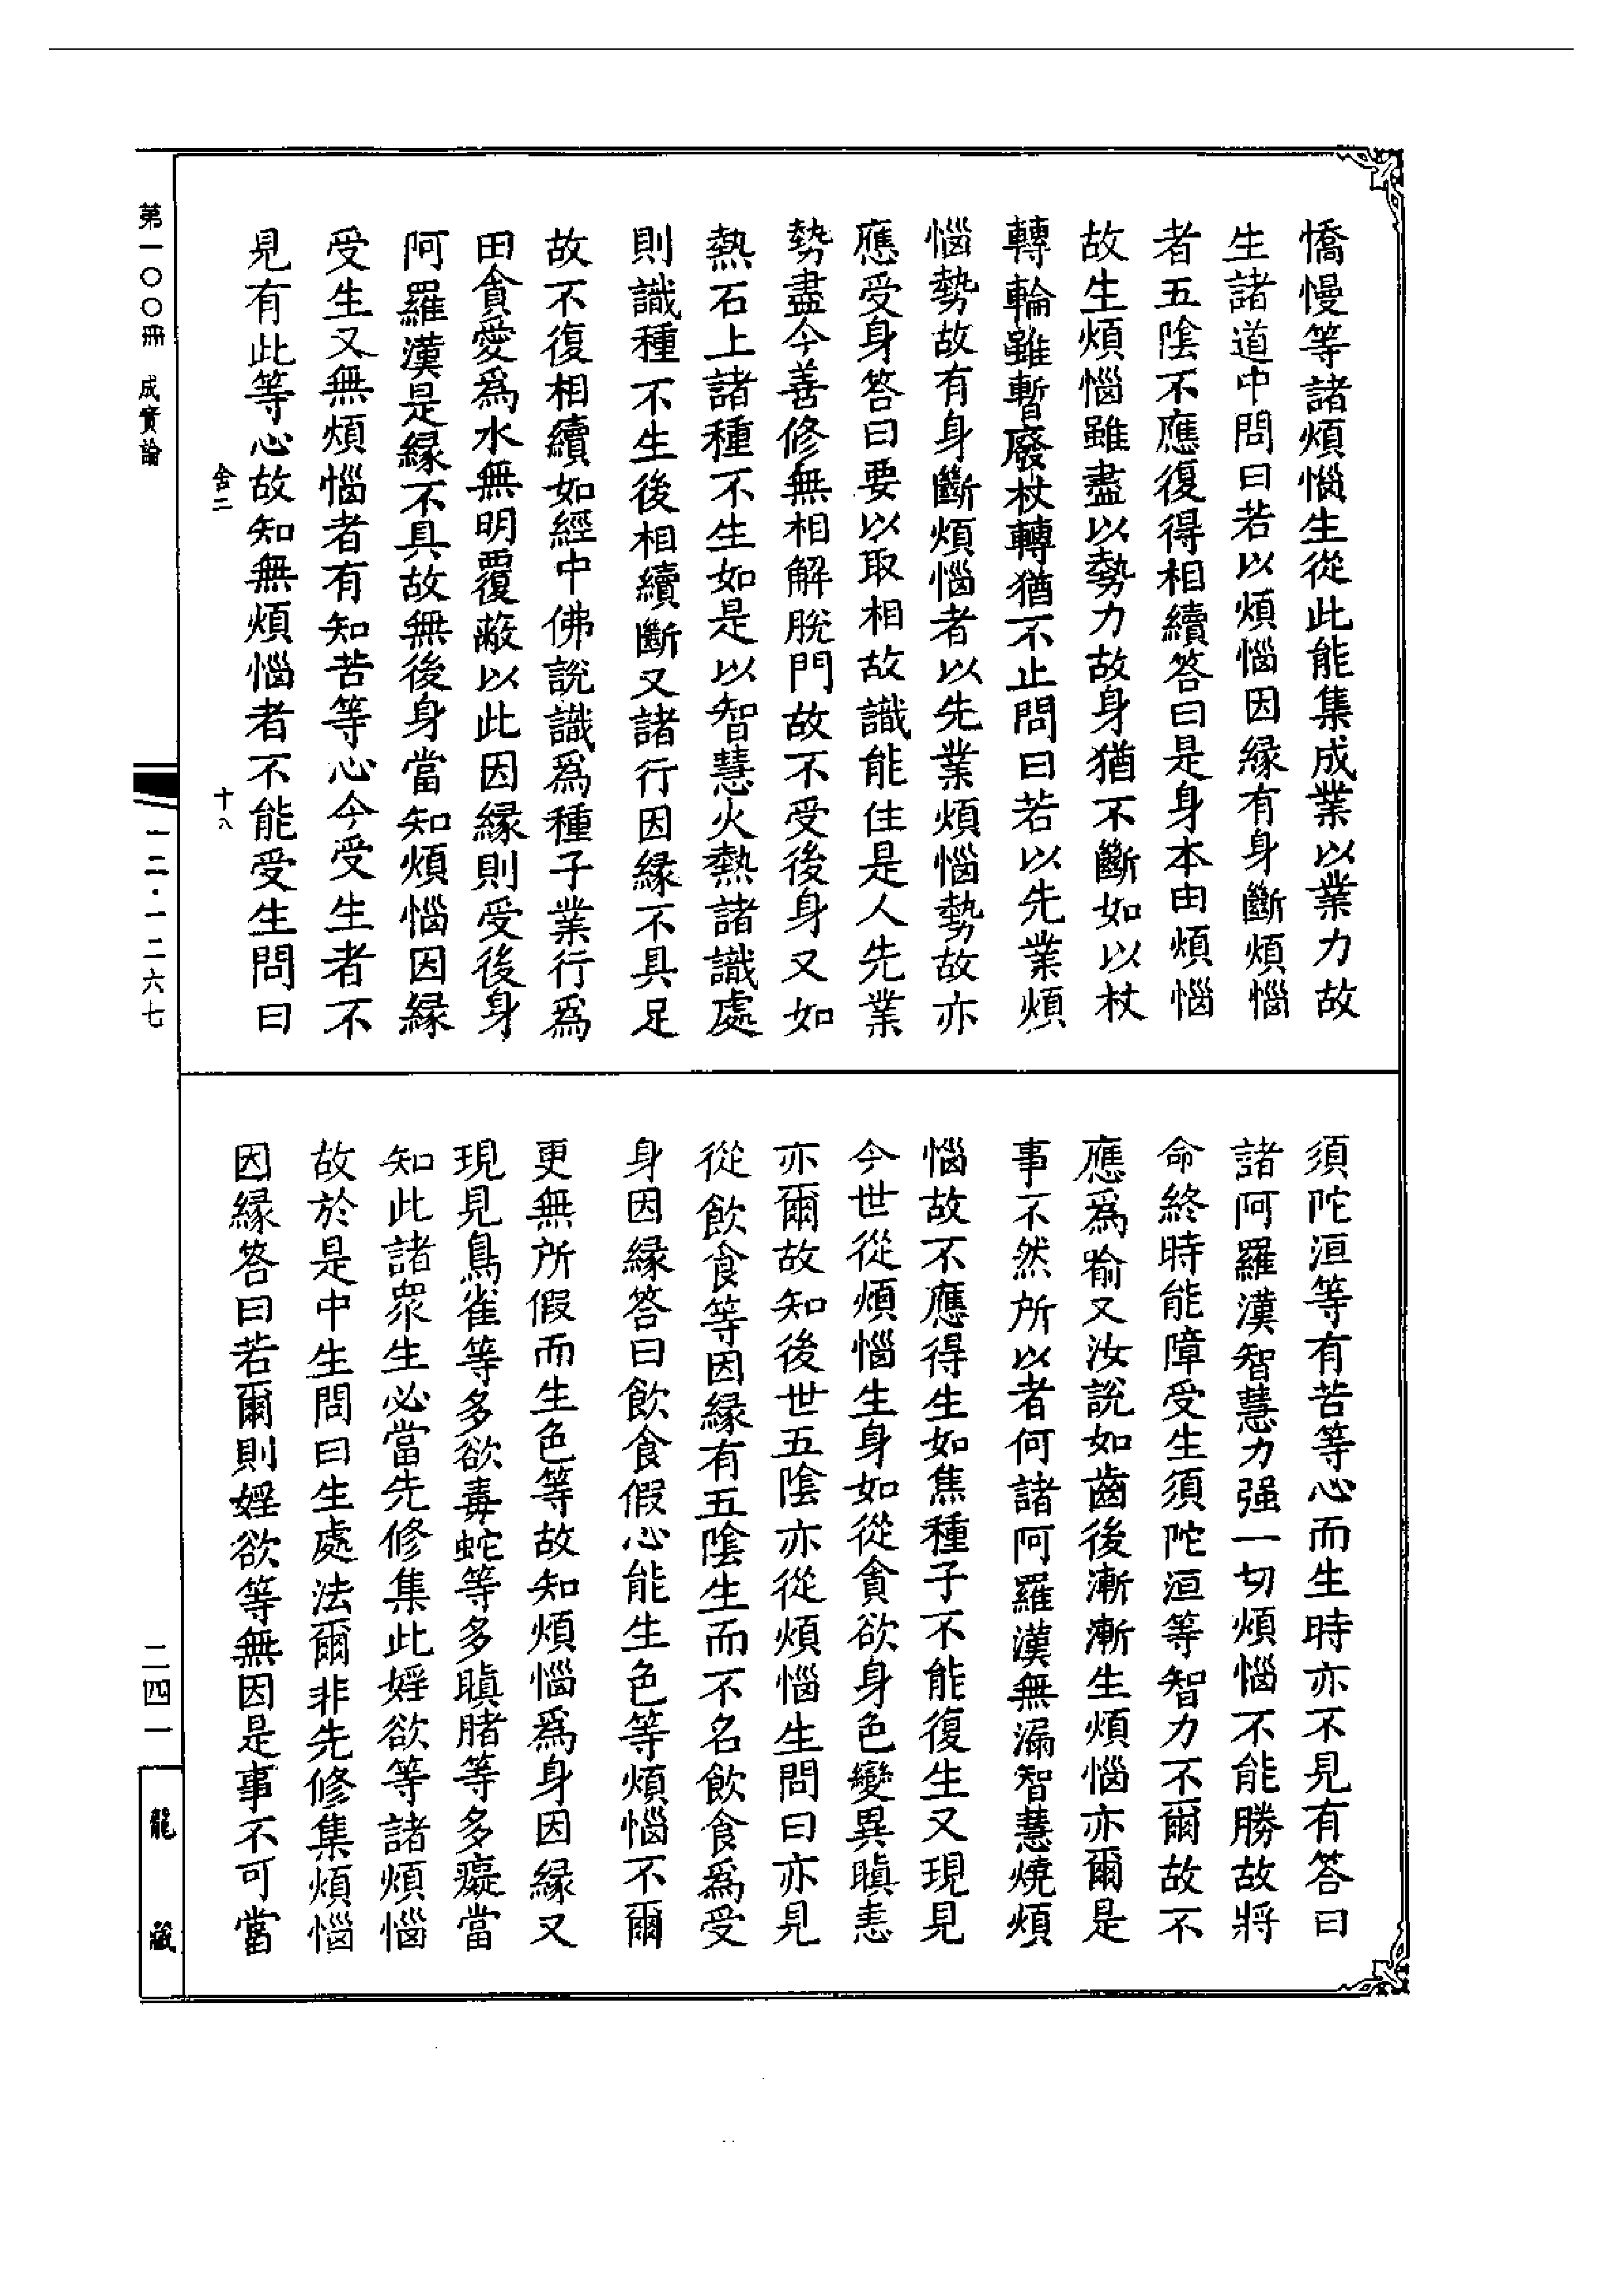 憍慢等諸煩惱生從此能集成業以業力故
生諸道中問曰若以煩惱因緣有身斷煩惱
者五陰不應復得相續答曰是身本由煩惱
故生煩惱雖盡以勢力故身猶不斷如以杖
轉輪雖暫廢杖轉猶不止問曰若以先業煩
惱勢故有身斷煩惱者以先業煩惱勢故亦
應受身答曰要以取相故識能住是人先業
勢盡今善修無相解脫門故不受後身又如
熱石上諸種不生如是以智慧火熱諸識處
則識種不生後相續斷又諸行因緣不具足
故不復相續如經中佛說識爲種子業行爲
田貪愛爲水無明覆蔽以此因緣則受後身
阿羅漢是緣不具故無後身當知煩惱因緣
受生又無煩惱者有知苦等心今受生者不
見有此等心故知無煩惱者不能受生問曰
須陀洹等有苦等心而生時亦不見有答曰
諸阿羅漢智慧力强一切煩惱不能勝故將
命終時能障受生須陀洹等智力不爾故不
應爲喻又汝說如齒後漸漸生煩惱亦爾是
事不然所以者何諸阿羅漢無漏智慧燒煩
惱故不應得生如焦種子不能復生又現見
今世從煩惱生身如從貪欲身色變異瞋恚
亦爾故知後世五陰亦從煩惱生問曰亦見
從飲食等因緣有五陰生而不名飲食爲受
身因緣答曰飲食假心能生色等煩惱不爾
更無所假而生色等故知煩惱爲身因緣又
現見鳥雀等多欲毒蛇等多瞋腊等多癡當
知此諸衆生必當先修集此婬欲等諸煩惱
故於是中生問曰生處法爾非先修集煩惱
因緣答曰若爾則婬欲等無因是事不可當
第一〇〇冊 成實論
舍二
十八
一二·一二六七
二四一
龍藏